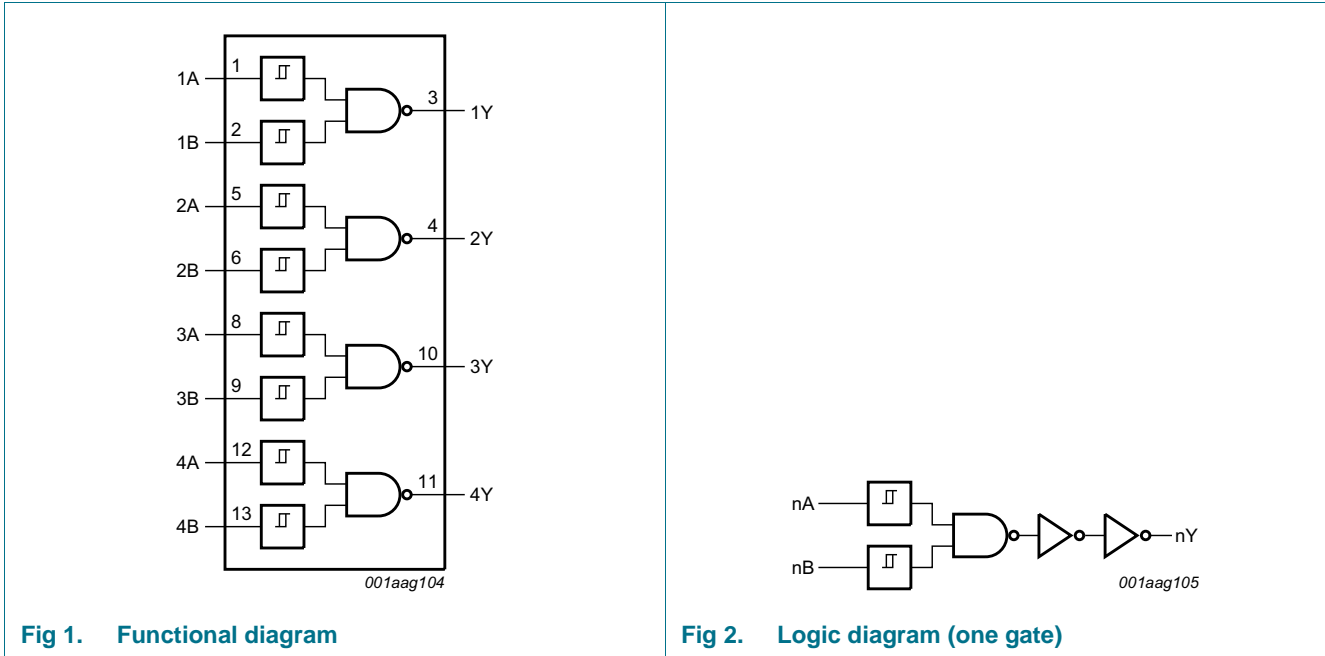 1A 1
3 1Y
1B 2
2A 5
4 2Y
2B 6
3A 8
10 3Y
3B 9
4A 12
11 4Y
4B 13
001aag104
Fig 1. Functional diagram
nA
nY
nB
001aag105
Fig 2. Logic diagram (one gate)